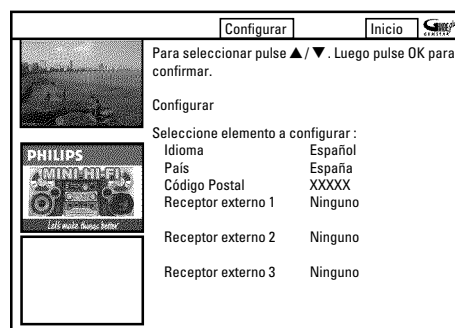 Configurar
Inicio
GUIDE
GEMSTAR
Para seleccionar pulse ▲/ ▼. Luego pulse OK para
confirmar.
Configurar
Seleccione elemento a configurar :
Idioma Español
País España
Código Postal XXXXX
Receptor externo 1 Ninguno
Receptor externo 2 Ninguno
Receptor externo 3 Ninguno
PHILIPS
MINI-HI-FI
Let's make things better